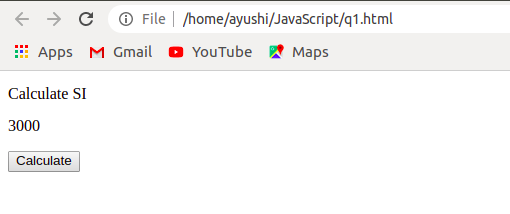 File | /home/ayushi/JavaScript/q1.html
Apps Gmail YouTube Maps
Calculate SI
3000
Calculate